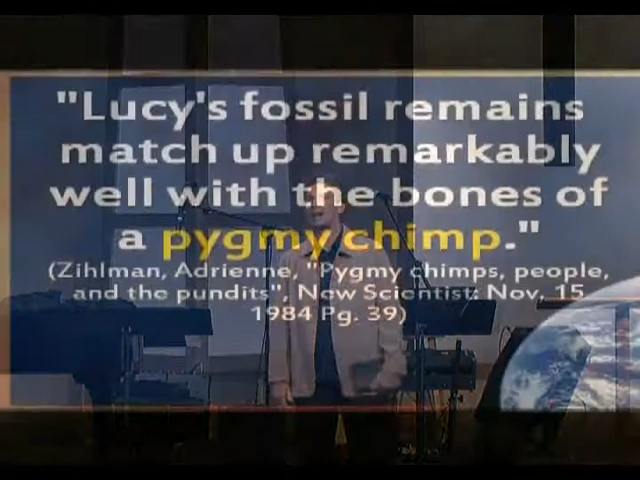 "Lucy's fossil remains
match up remarkably
well with the bones of
a pygmy chimp."
(Zihlman, Adrienne, "Pygmy chimps, people,
and the pundits", New Scientist: Nov, 15
1984 Pg. 39)